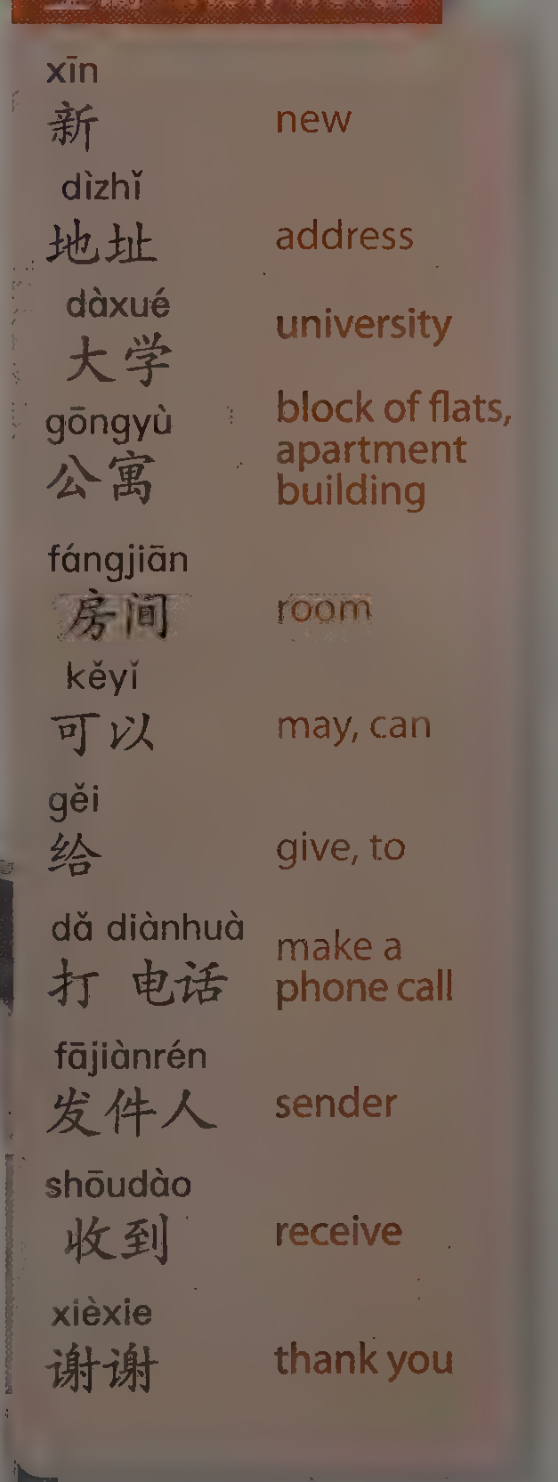 xīn
新 new
dìzhǐ
地址 address
dàxué
大学 university
gōngyù
公寓 block of flats,
apartment
building
fángjiān
房间 room
kěyǐ
可以 may, can
gěi
给 give, to
dǎ diànhuà
打 电话 make a
phone call
fājiànrén
发件人 sender
shōudào
收到 receive
xièxie
谢谢 thank you